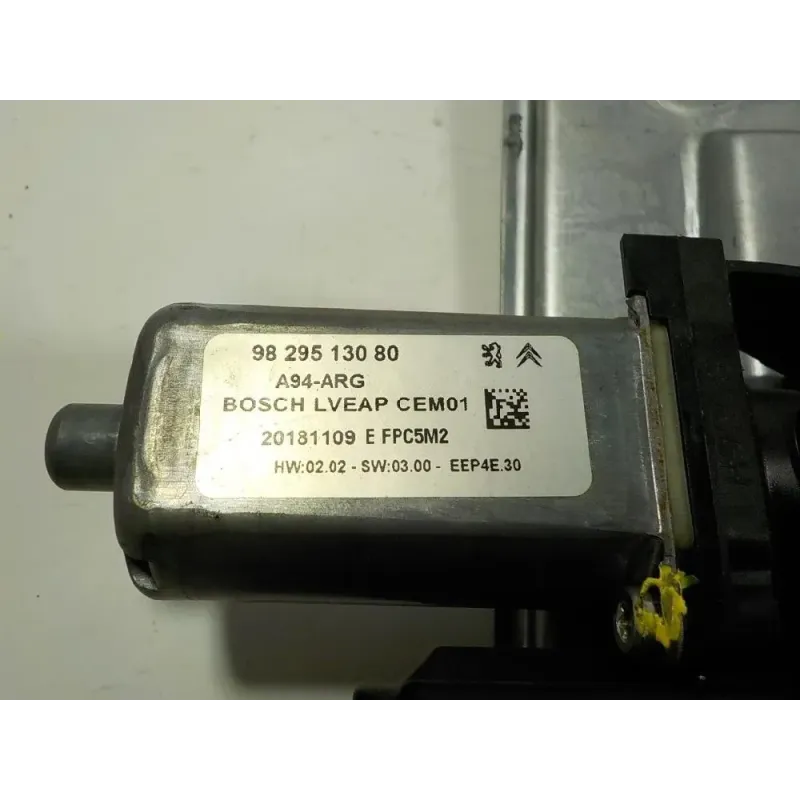 98 295 130 80
A94-ARG
BOSCH LVEAP CEM01
20181109 E FPC5M2
HW:02.02 - SW:03.00 - EEP4E.30